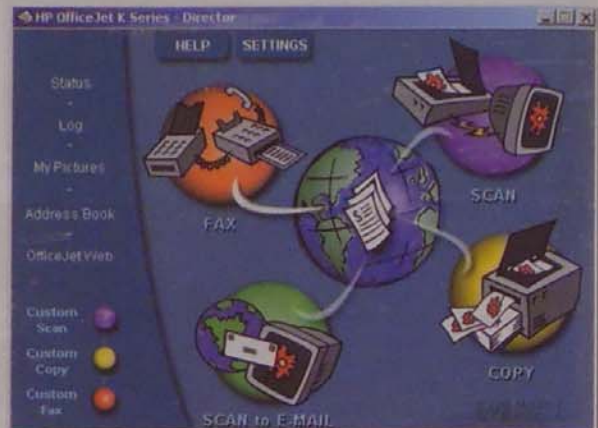 HP OfficeJet K Series - Director
HELP SETTINGS
Status
Log
My Pictures
Address Book
OfficeJet Web
Custom
Scan
Custom
Copy
Custom
Fax
FAX
SCAN
COPY
SCAN to E-MAIL